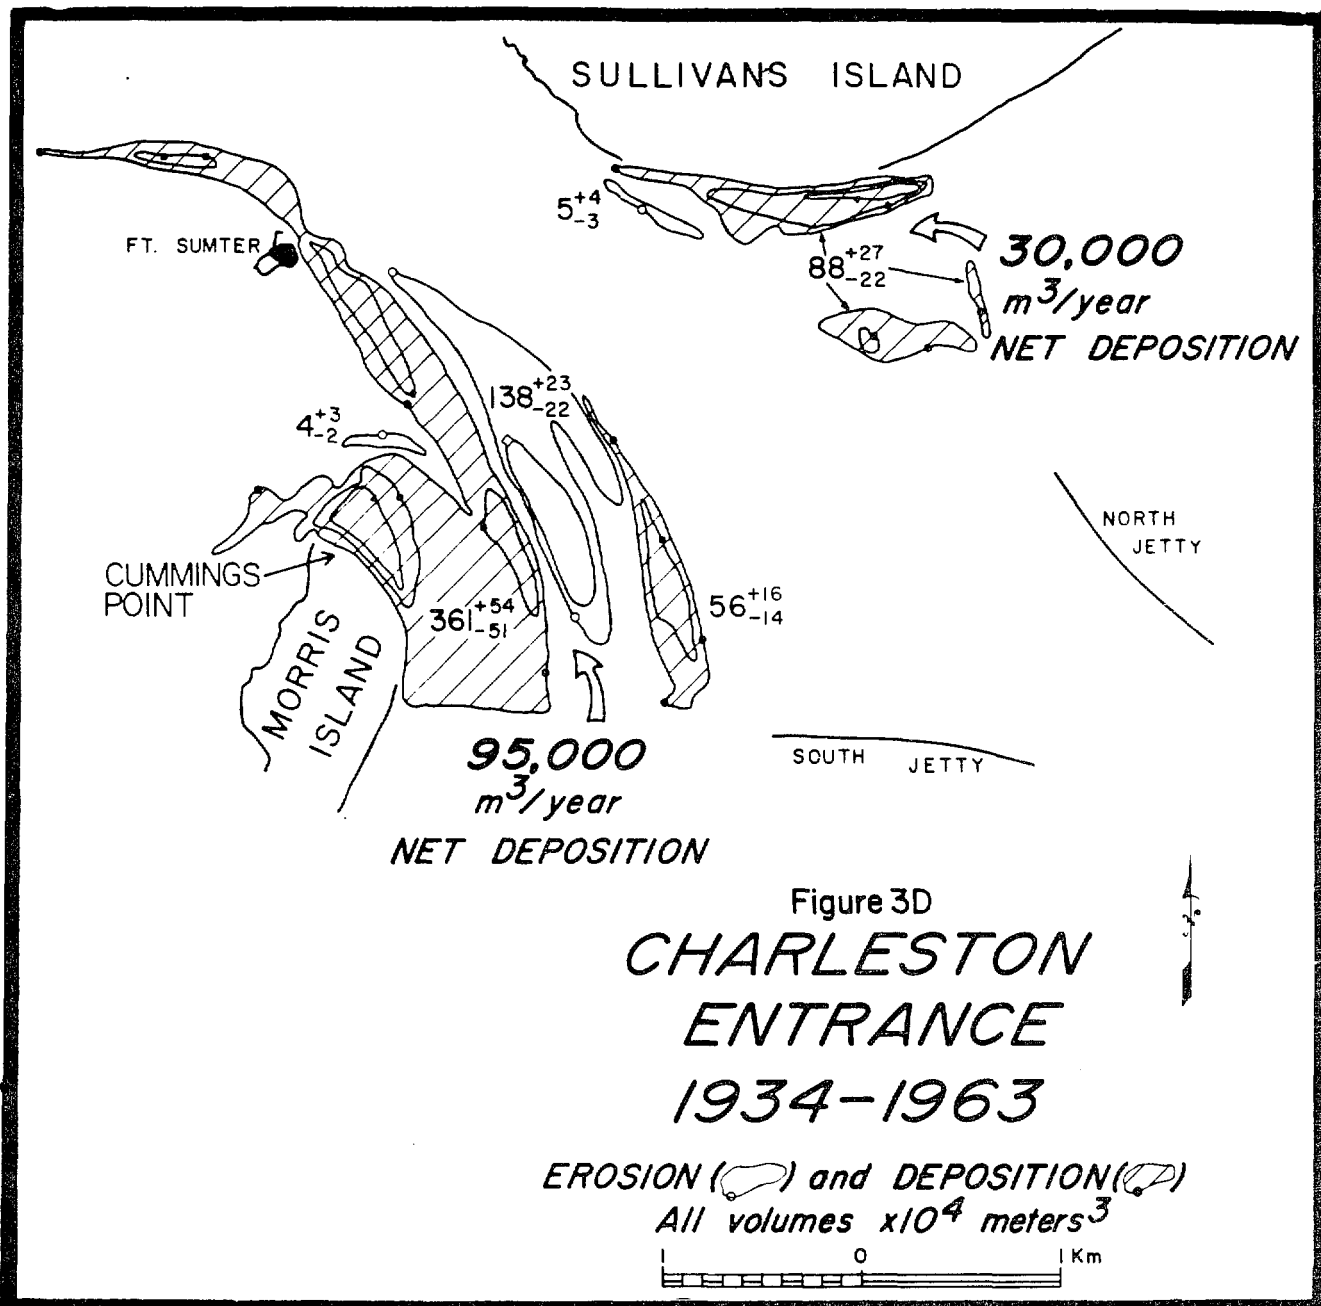 SULLIVANS ISLAND
5+4-3
FT. SUMTER
88+27-22
30,000
m3/year
NET DEPOSITION
138+23-22
4+3-2
NORTH
JETTY
CUMMINGS
POINT
361+54-51
56+16-14
MORRIS
ISLAND
95,000
m3/year
NET DEPOSITION
SOUTH JETTY
Figure 3D
CHARLESTON
ENTRANCE
1934-1963
EROSION ( ) and DEPOSITION ( )
All volumes x104 meters3
1 0 1 Km